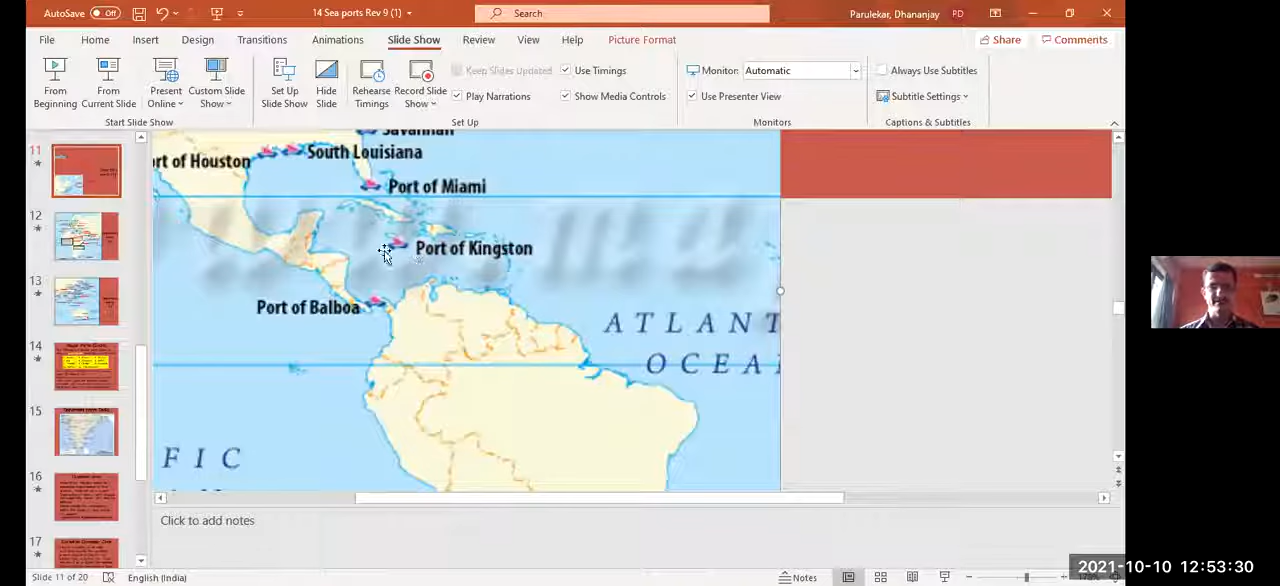 AutoSave Off 14 Sea ports Rev 9 (1) Search Parulekar, Dhananjay PD
File Home Insert Design Transitions Animations Slide Show Review View Help Picture Format Share Comments
From Beginning
From Current Slide
Present Online
Custom Slide Show
Set Up Slide Show
Hide Slide
Rehearse Timings
Record Slide Show
Keep Slides Updated
Play Narrations
Use Timings
Show Media Controls
Monitor: Automatic
Use Presenter View
Always Use Subtitles
Subtitle Settings
Start Slide Show Set Up Monitors Captions & Subtitles
11
12
13
14
15
16
17
Savannah
rt of Houston South Louisiana
Port of Miami
Port of Kingston
Port of Balboa
ATLANT
OCEA
FIC
Click to add notes
Slide 11 of 20 English (India) Notes
2021-10-10 12:53:30